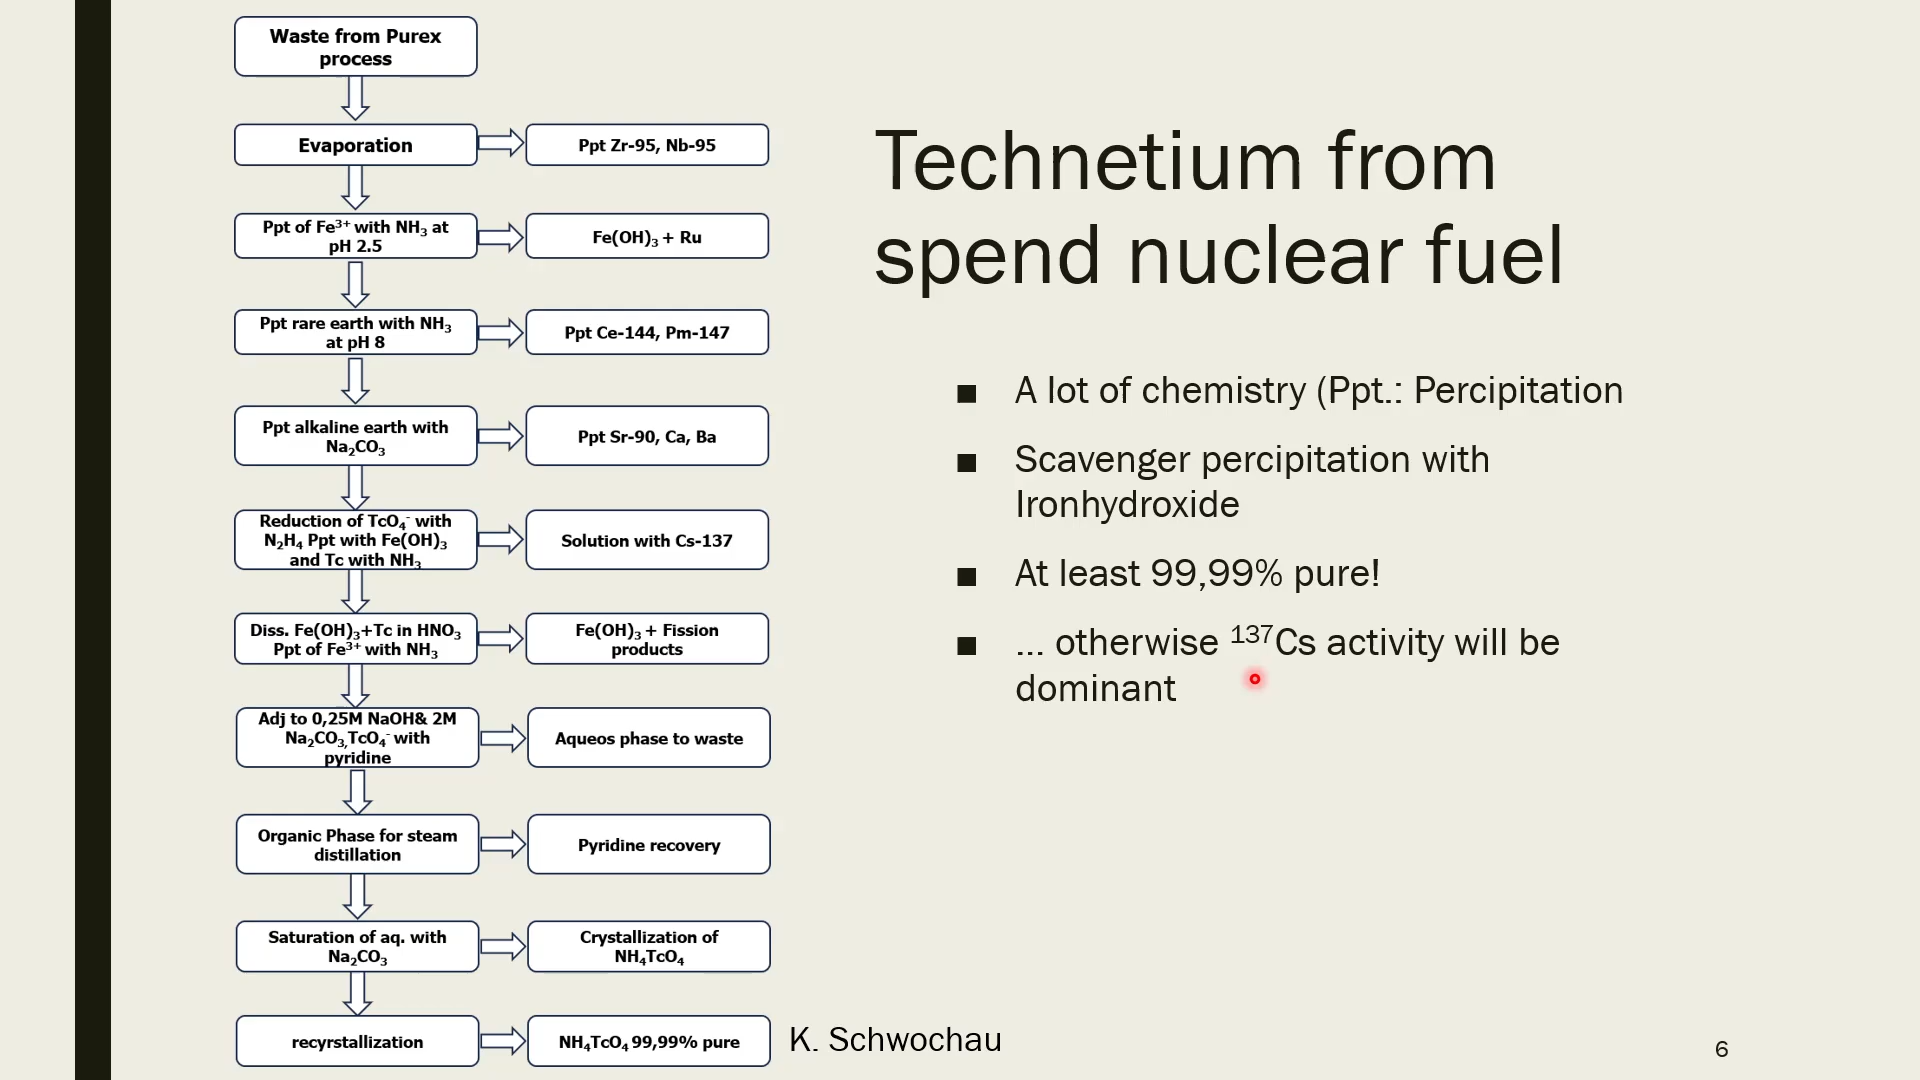 Waste from Purex
process
Evaporation
Ppt Zr-95, Nb-95
Ppt of Fe³⁺ with NH₃ at
pH 2.5
Fe(OH)₃ + Ru
Ppt rare earth with NH₃
at pH 8
Ppt Ce-144, Pm-147
Ppt alkaline earth with
Na₂CO₃
Ppt Sr-90, Ca, Ba
Reduction of TcO₄⁻ with
N₂H₄ Ppt with Fe(OH)₃
and Tc with NH₃
Solution with Cs-137
Diss. Fe(OH)₃+Tc in HNO₃
Ppt of Fe³⁺ with NH₃
Fe(OH)₃ + Fission
products
Adj to 0,25M NaOH& 2M
Na₂CO₃,TcO₄⁻ with
pyridine
Aqueos phase to waste
Organic Phase for steam
distillation
Pyridine recovery
Saturation of aq. with
Na₂CO₃
Crystallization of
NH₄TcO₄
recyrstallization
NH₄TcO₄ 99,99% pure
K. Schwochau
Technetium from
spend nuclear fuel
■ A lot of chemistry (Ppt.: Percipitation
■ Scavenger percipitation with
Ironhydroxide
■ At least 99,99% pure!
■ ... otherwise ¹³⁷Cs activity will be
dominant
6